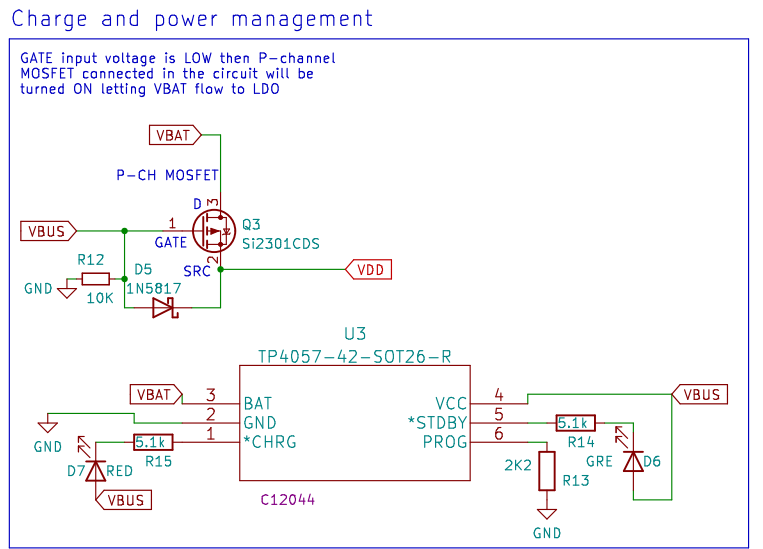 Charge and power management
GATE input voltage is LOW then P-channel
MOSFET connected in the circuit will be
turned ON letting VBAT flow to LDO
VBAT
P-CH MOSFET
D 3
VBUS 1 Q3
GATE Si2301CDS
R12 D5 SRC 2 VDD
GND 10K 1N5817
U3
TP4057-42-SOT26-R
VBAT 3 BAT VCC 4 VBUS
2 GND *STDBY 5 5.1k
GND 5.1k 1 *CHRG PROG 6 R14
D7 RED R15 2K2 GRE D6
R13
VBUS C12044
GND